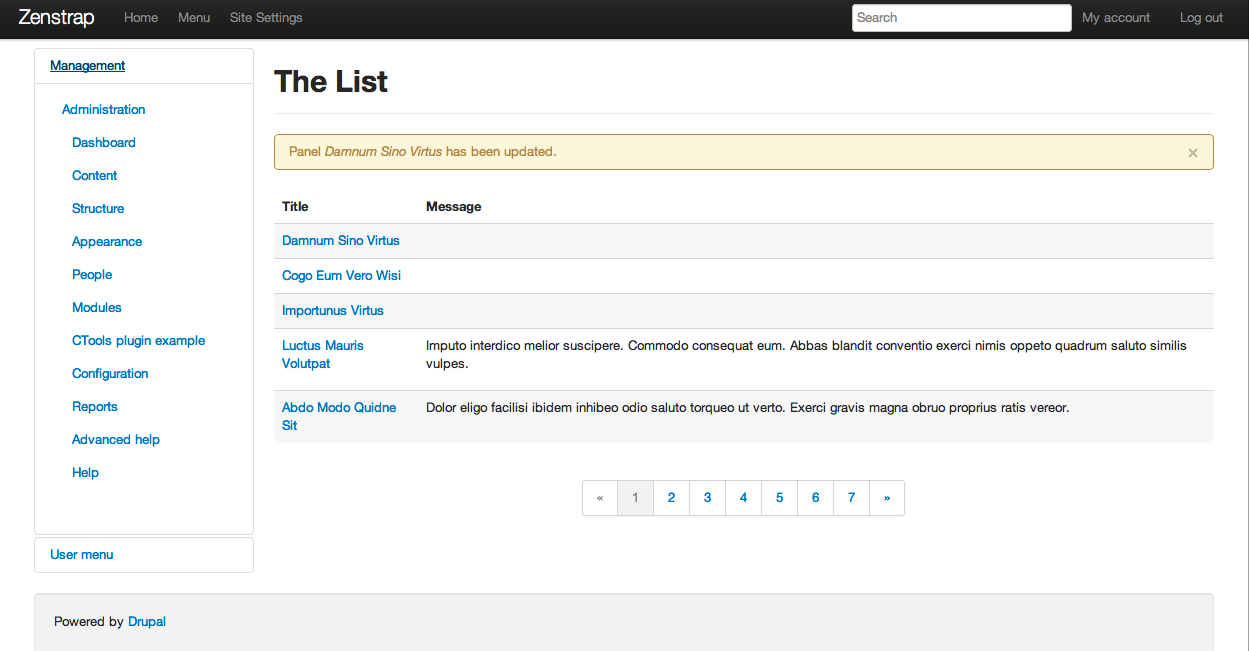 Zenstrap Home Menu Site Settings Search My account Log out
Management
Administration
Dashboard
Content
Structure
Appearance
People
Modules
CTools plugin example
Configuration
Reports
Advanced help
Help
User menu
The List
Panel Damnum Sino Virtus has been updated. ×
Title Message
Damnum Sino Virtus
Cogo Eum Vero Wisi
Importunus Virtus
Luctus Mauris Imputo interdico melior suscipere. Commodo consequat eum. Abbas blandit conventio exerci nimis oppeto quadrum saluto similis
Volutpat vulpes.
Abdo Modo Quidne Dolor eligo facilisi ibidem inhibeo odio saluto torqueo ut verto. Exerci gravis magna obruo proprius ratis vereor.
Sit
« 1 2 3 4 5 6 7 »
Powered by Drupal